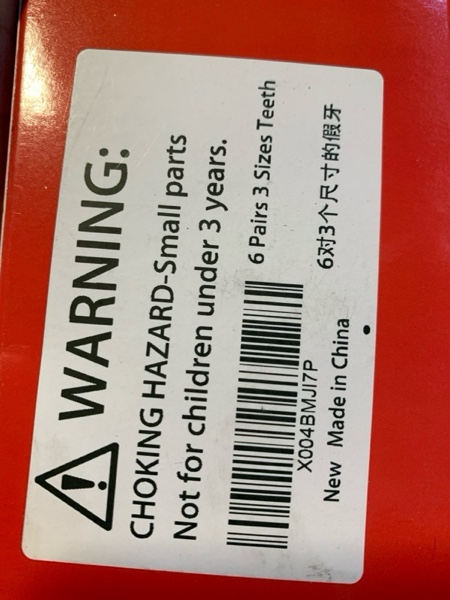 WARNING:
CHOKING HAZARD-Small parts
Not for children under 3 years.
6 Pairs 3 Sizes Teeth
X004BMJI7P
New Made in China
6对3个尺寸的假牙